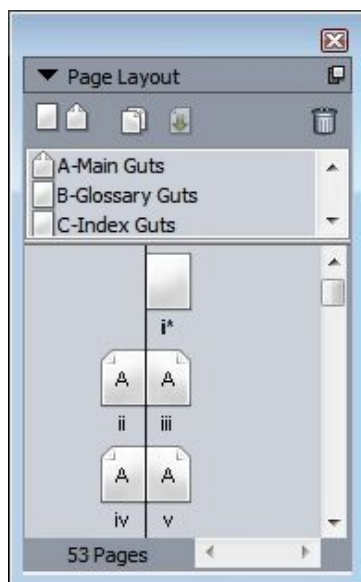 Page Layout
A-Main Guts
B-Glossary Guts
C-Index Guts
i*
A A
ii iii
A A
iv v
53 Pages